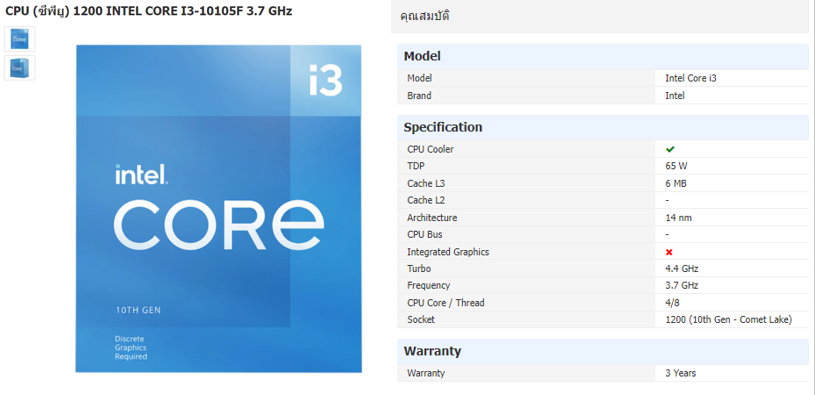 CPU (ซีพียู) 1200 INTEL CORE I3-10105F 3.7 GHz
i3
intel.
CORE
10TH GEN
Discrete
Graphics
Required
คุณสมบัติ
Model
Model Intel Core i3
Brand Intel
Specification
CPU Cooler
TDP 65 W
Cache L3 6 MB
Cache L2 -
Architecture 14 nm
CPU Bus -
Integrated Graphics
Turbo 4.4 GHz
Frequency 3.7 GHz
CPU Core / Thread 4/8
Socket 1200 (10th Gen - Comet Lake)
Warranty
Warranty 3 Years